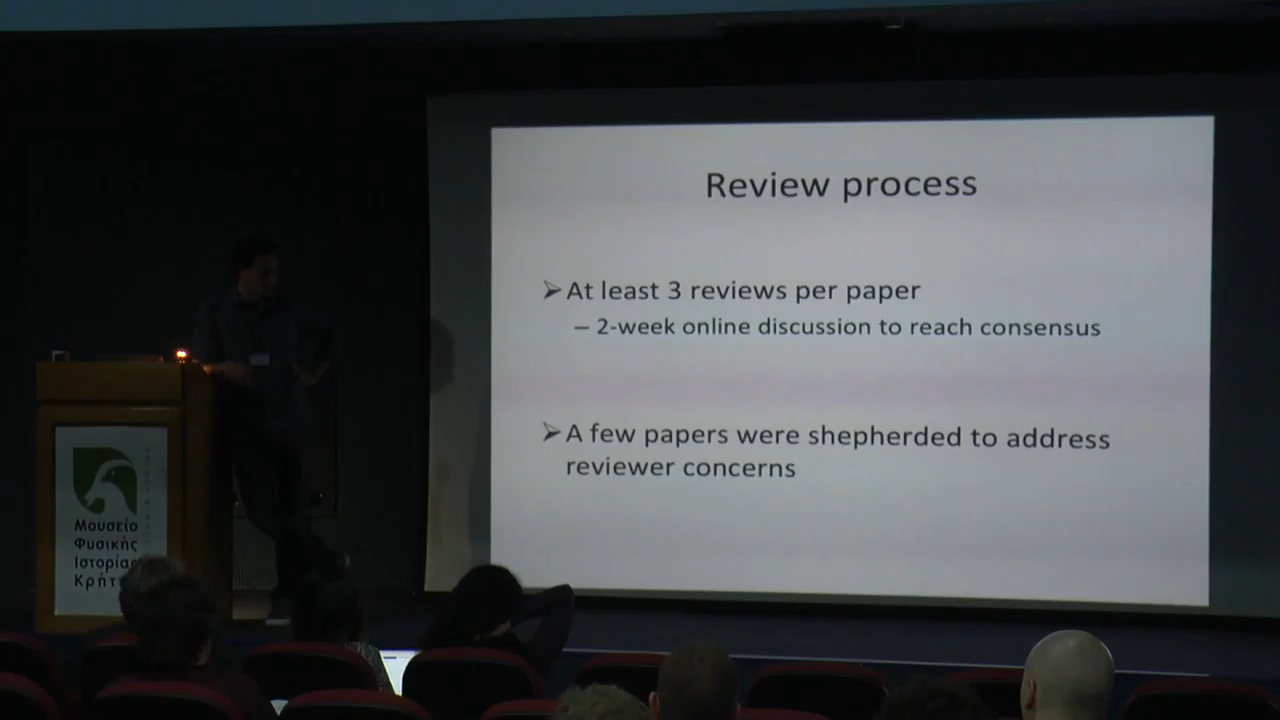 Review process
At least 3 reviews per paper
– 2-week online discussion to reach consensus
A few papers were shepherded to address
reviewer concerns
Μουσείο
Φυσικής
Ιστορίας